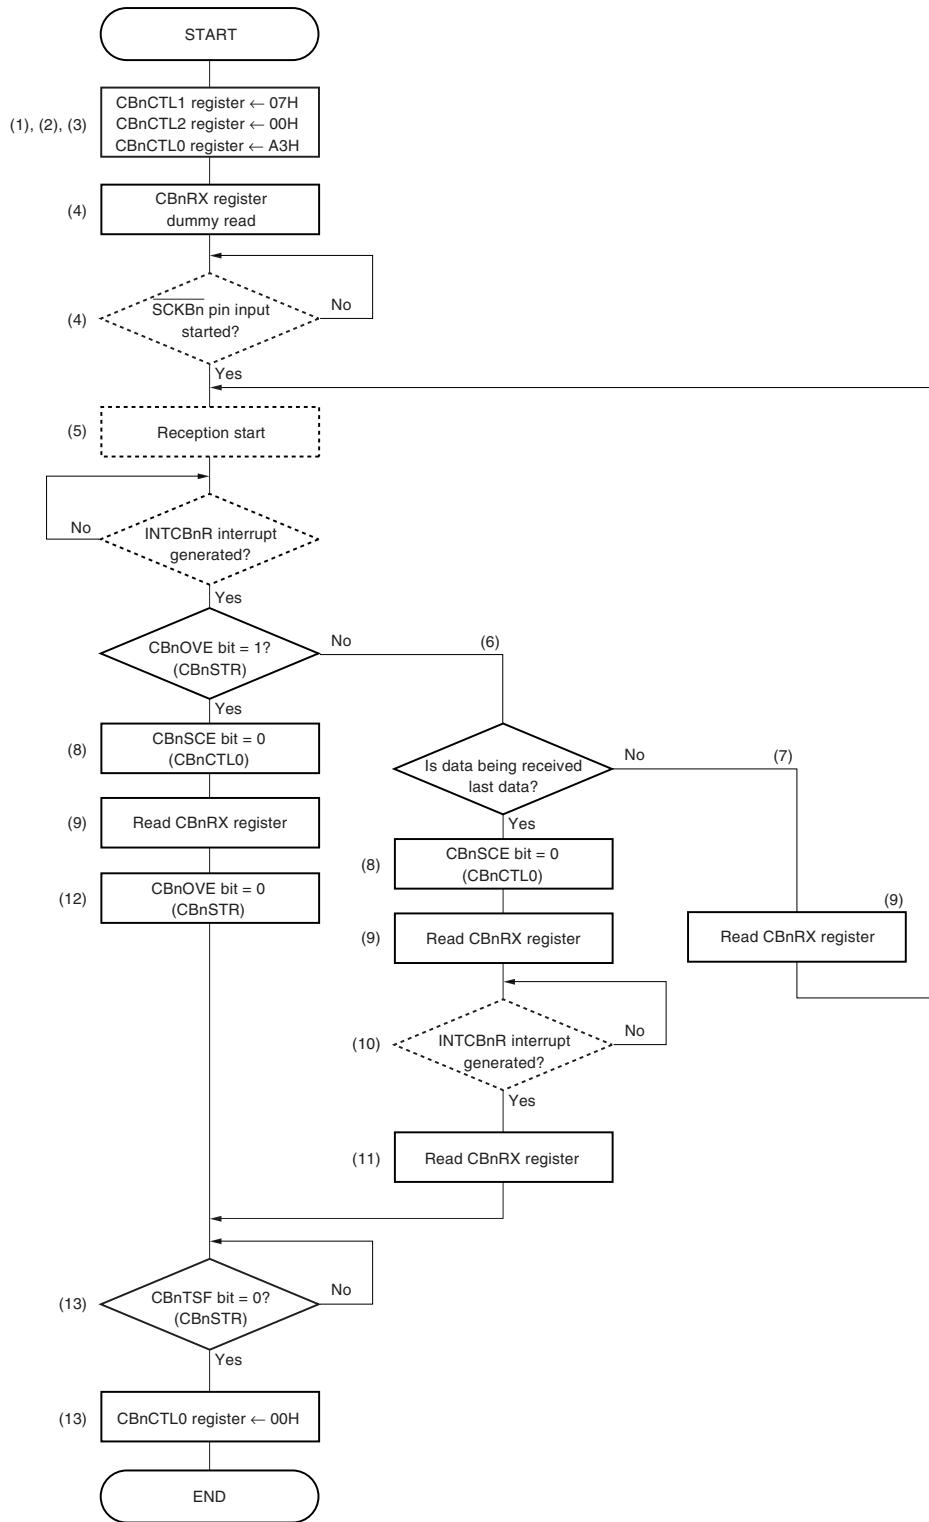 START
(1), (2), (3)
CBnCTL1 register ← 07H
CBnCTL2 register ← 00H
CBnCTL0 register ← A3H
(4)
CBnRX register
dummy read
(4)
SCKBn pin input
started?
No
Yes
(5)
Reception start
No
INTCBnR interrupt
generated?
Yes
CBnOVE bit = 1?
(CBnSTR)
No
(6)
Yes
(8)
CBnSCE bit = 0
(CBnCTL0)
Is data being received
last data?
No
(7)
Yes
(9)
Read CBnRX register
(8)
CBnSCE bit = 0
(CBnCTL0)
(12)
CBnOVE bit = 0
(CBnSTR)
(9)
Read CBnRX register
(9)
Read CBnRX register
(10)
INTCBnR interrupt
generated?
No
Yes
(11)
Read CBnRX register
(13)
CBnTSF bit = 0?
(CBnSTR)
No
Yes
(13)
CBnCTL0 register ← 00H
END